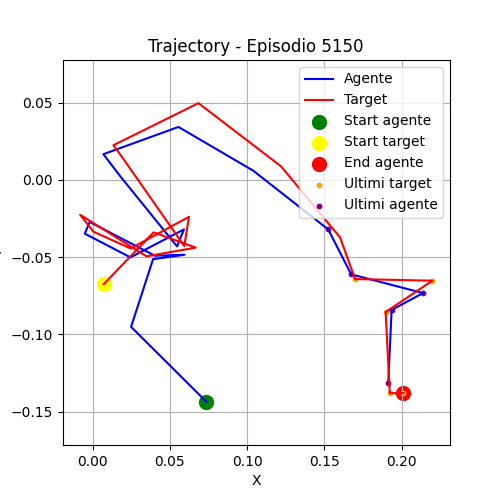 Trajectory - Episodio 5150
Agente
Target
Start agente
Start target
End agente
Ultimi target
Ultimi agente
0.05
0.00
−0.05
−0.10
−0.15
0.00
0.05
0.10
0.15
0.20
X